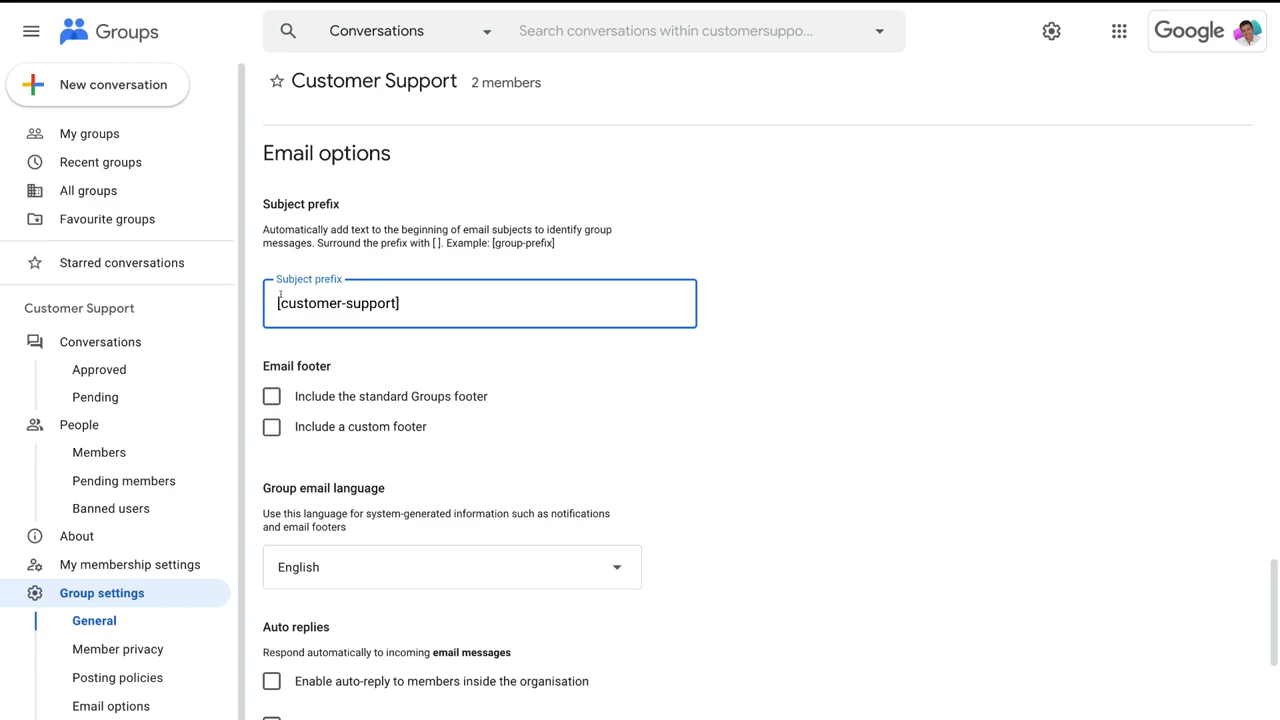 Groups
Conversations
Search conversations within customersuppo...
Google
New conversation
My groups
Recent groups
All groups
Favourite groups
Starred conversations
Customer Support
Conversations
Approved
Pending
People
Members
Pending members
Banned users
About
My membership settings
Group settings
General
Member privacy
Posting policies
Email options
Customer Support 2 members
Email options
Subject prefix
Automatically add text to the beginning of email subjects to identify group
messages. Surround the prefix with [ ]. Example: [group-prefix]
Subject prefix
[customer-support]
Email footer
Include the standard Groups footer
Include a custom footer
Group email language
Use this language for system-generated information such as notifications
and email footers
English
Auto replies
Respond automatically to incoming email messages
Enable auto-reply to members inside the organisation